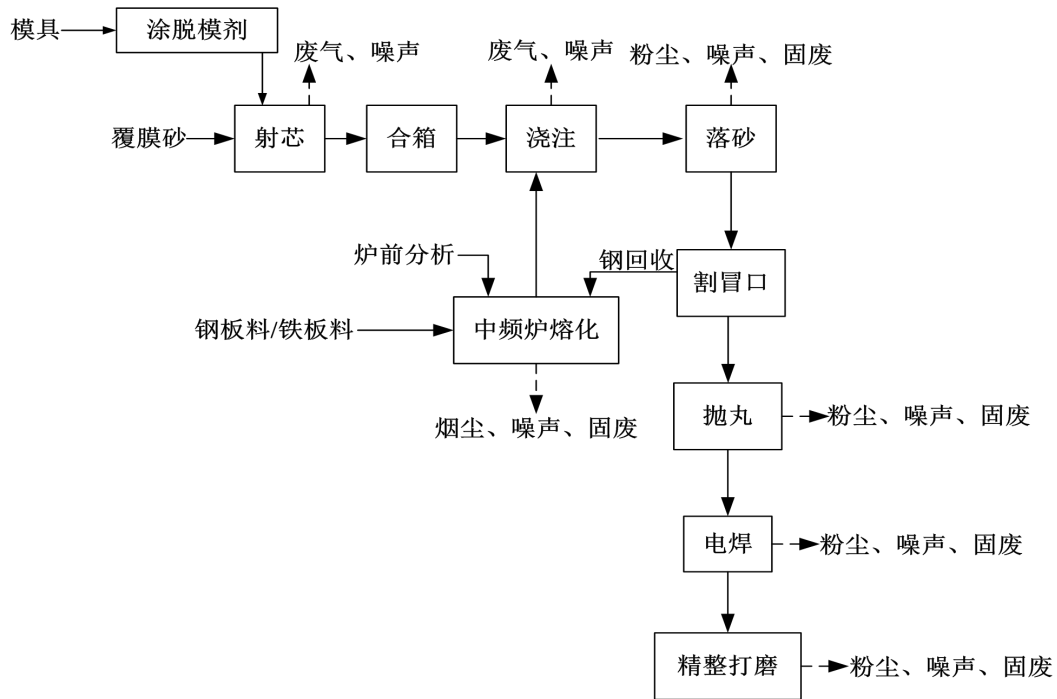 模具
涂脱模剂
废气、噪声
废气、噪声
粉尘、噪声、固废
覆膜砂
射芯
合箱
浇注
落砂
炉前分析
钢回收
割冒口
钢板料/铁板料
中频炉熔化
烟尘、噪声、固废
抛丸
粉尘、噪声、固废
电焊
粉尘、噪声、固废
精整打磨
粉尘、噪声、固废